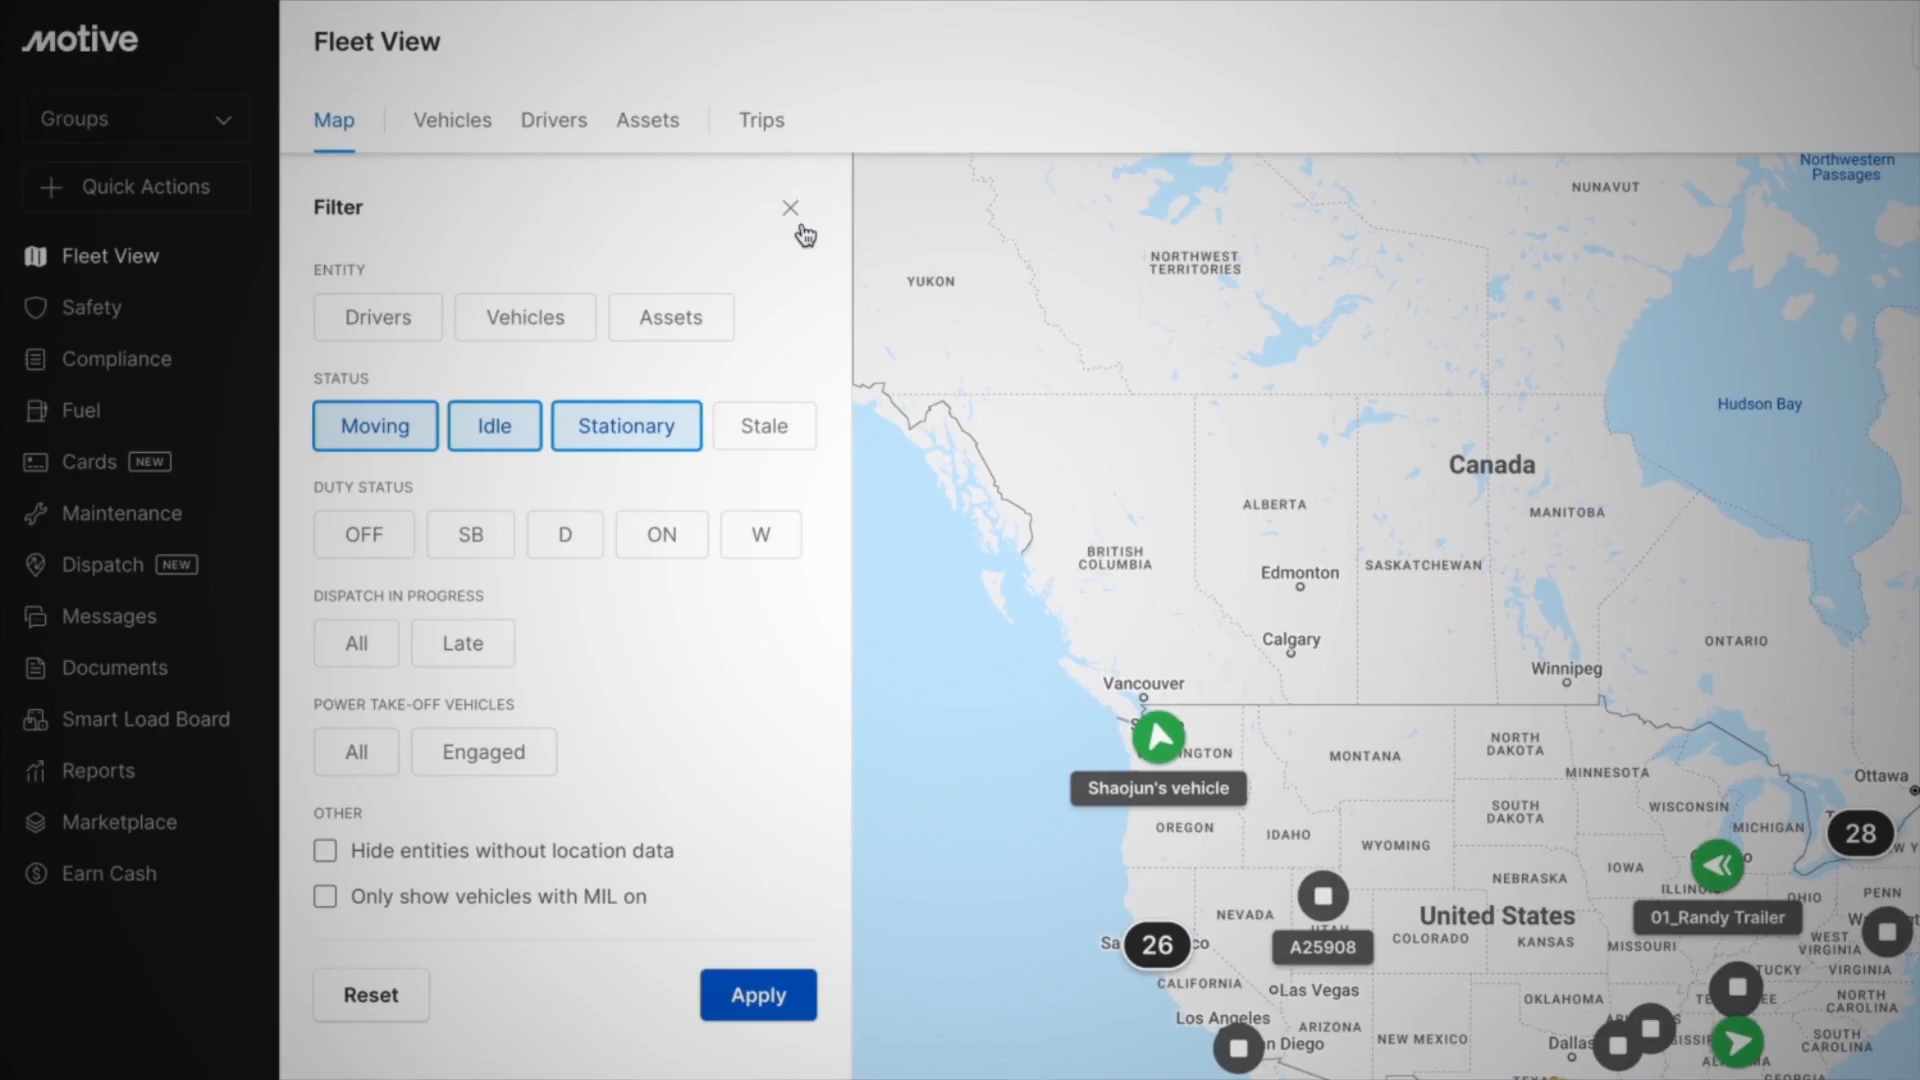 motive
Groups
Quick Actions
Fleet View
Safety
Compliance
Fuel
Cards NEW
Maintenance
Dispatch NEW
Messages
Documents
Smart Load Board
Reports
Marketplace
Earn Cash
Fleet View
Map
Vehicles
Drivers
Assets
Trips
Filter
ENTITY
Drivers
Vehicles
Assets
STATUS
Moving
Idle
Stationary
Stale
DUTY STATUS
OFF
SB
D
ON
W
DISPATCH IN PROGRESS
All
Late
POWER TAKE-OFF VEHICLES
All
Engaged
OTHER
Hide entities without location data
Only show vehicles with MIL on
Reset
Apply
Northwestern
Passages
NUNAVUT
NORTHWEST
TERRITORIES
YUKON
Hudson Bay
Canada
ALBERTA
MANITOBA
BRITISH
COLUMBIA
Edmonton
SASKATCHEWAN
Calgary
ONTARIO
Winnipeg
Vancouver
NORTH
DAKOTA
MONTANA
MINNESOTA
Ottawa
Shaojun's vehicle
SOUTH
DAKOTA
WISCONSIN
MICHIGAN
28
OREGON
IDAHO
WYOMING
IOWA
NEBRASKA
OHIO
PENN
NEVADA
United States
01_Randy Trailer
26
A25908
COLORADO
KANSAS
MISSOURI
WEST
VIRGINIA
VIRGINIA
CALIFORNIA
Las Vegas
OKLAHOMA
NORTH
CAROLINA
Los Angeles
ARIZONA
NEW MEXICO
Dallas
SOUTH
CAROLINA